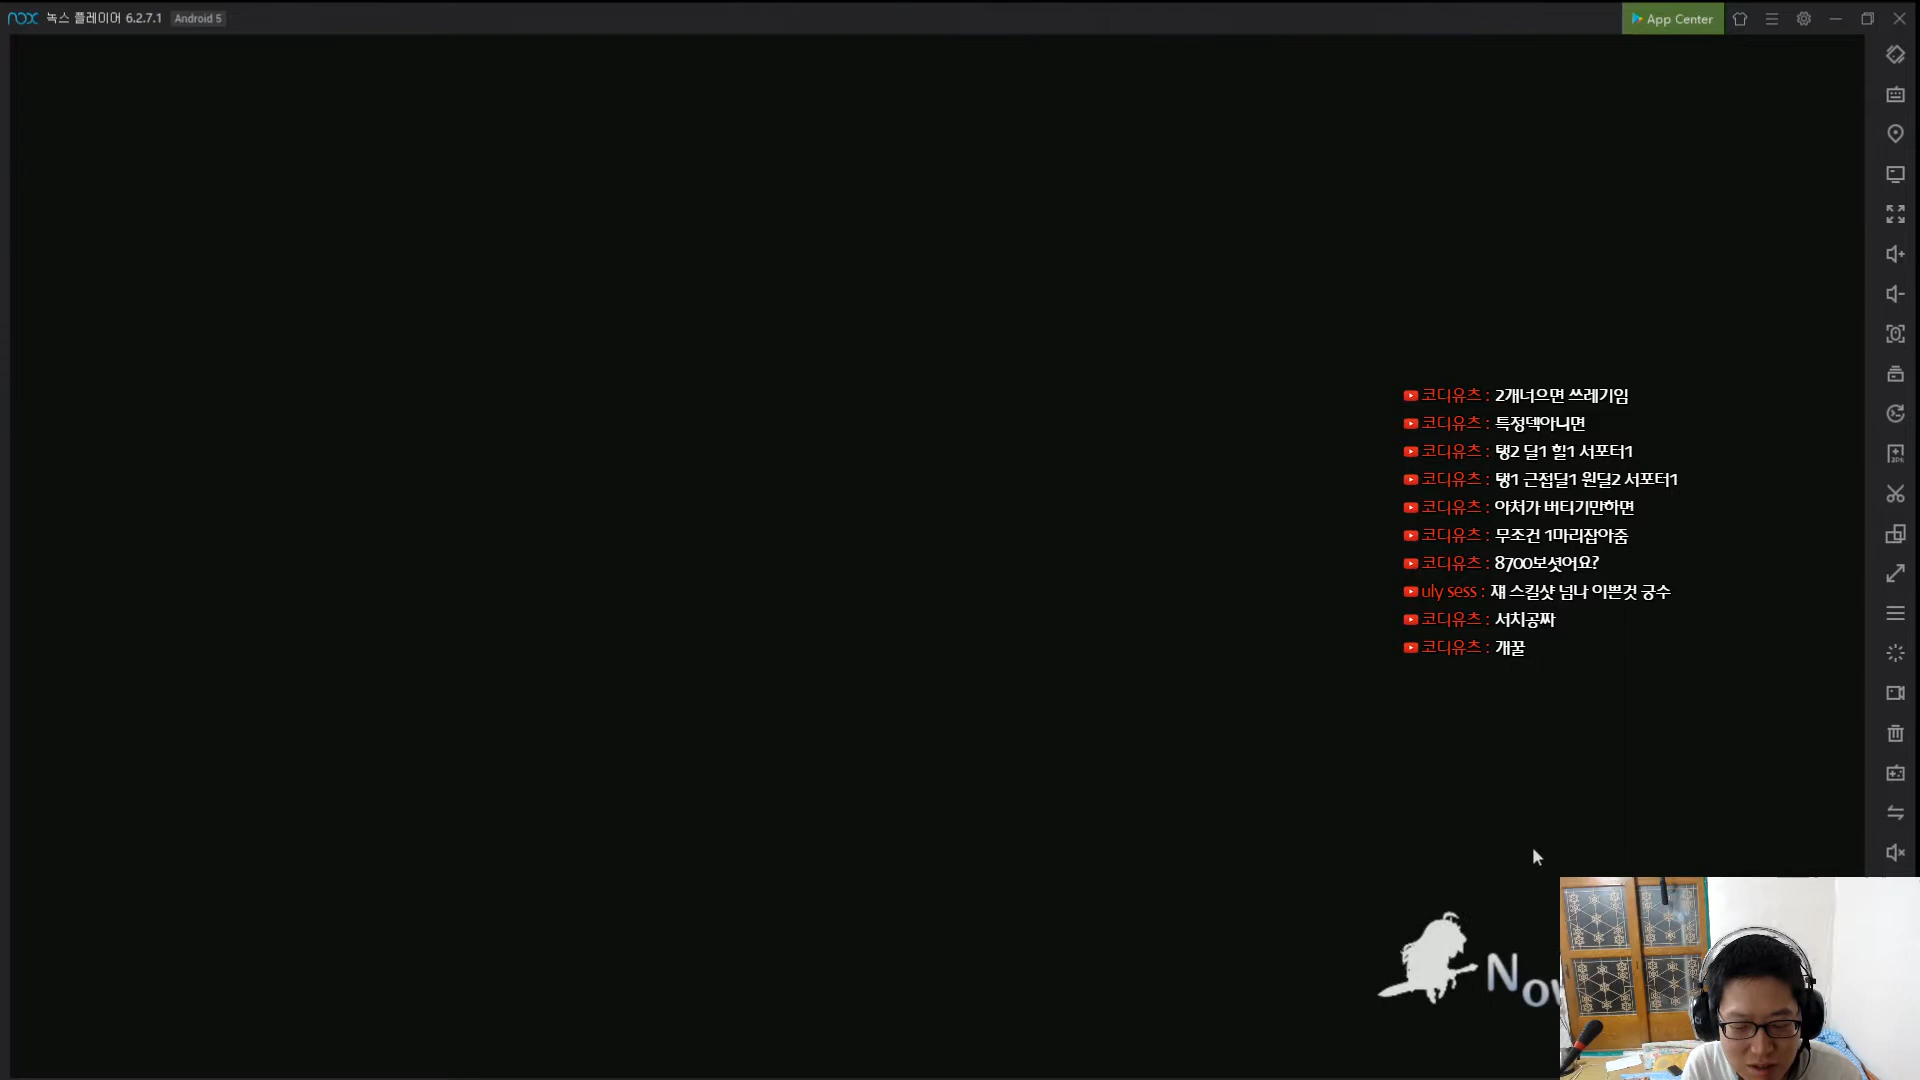 nox 녹스 플레이어 6.2.7.1 Android 5
App Center
코디유츠 : 2개너으면 쓰레기임
코디유츠 : 특정덱아니면
코디유츠 : 탱2 딜1 힐1 서포터1
코디유츠 : 탱1 근접딜1 원딜2 서포터1
코디유츠 : 아처가 버티기만하면
코디유츠 : 무조건 1마리잡아줌
코디유츠 : 8700보셧어요?
uly sess : 쟤 스킬샷 넘나 이쁜것 궁수
코디유츠 : 서치공짜
코디유츠 : 개꿀